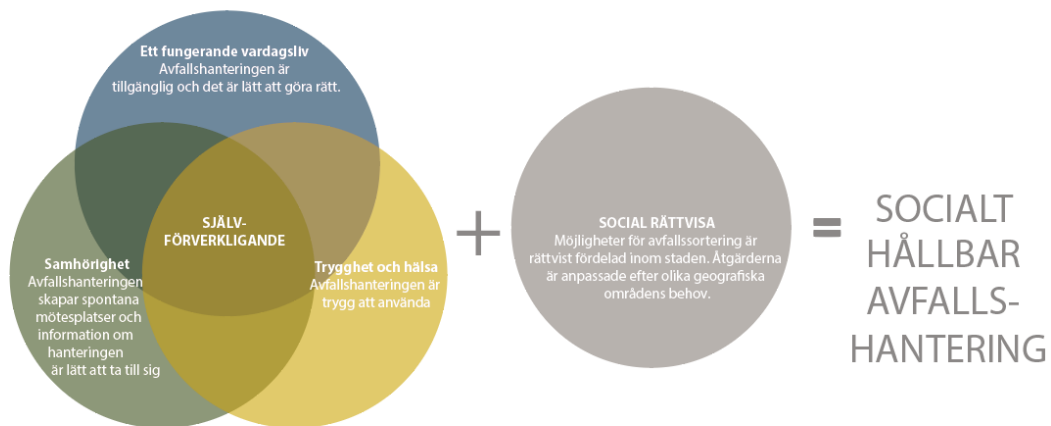 Ett fungerande vardagsliv
Avfallshanteringen är
tillgänglig och det är lätt att göra rätt.
SJÄLV-
FÖRVERKLIGANDE
Samhörighet
Avfallshanteringen
skapar spontana
mötesplatser och
information om
hanteringen
är lätt att ta till sig
Trygghet och hälsa
Avfallshanteringen är
trygg att använda
+
SOCIAL RÄTTVISA
Möjligheter för avfallssortering är
rättvist fördelad inom staden. Åtgärderna
är anpassade efter olika geografiska
områdens behov.
=
SOCIALT
HÅLLBAR
AVFALLS-
HANTERING